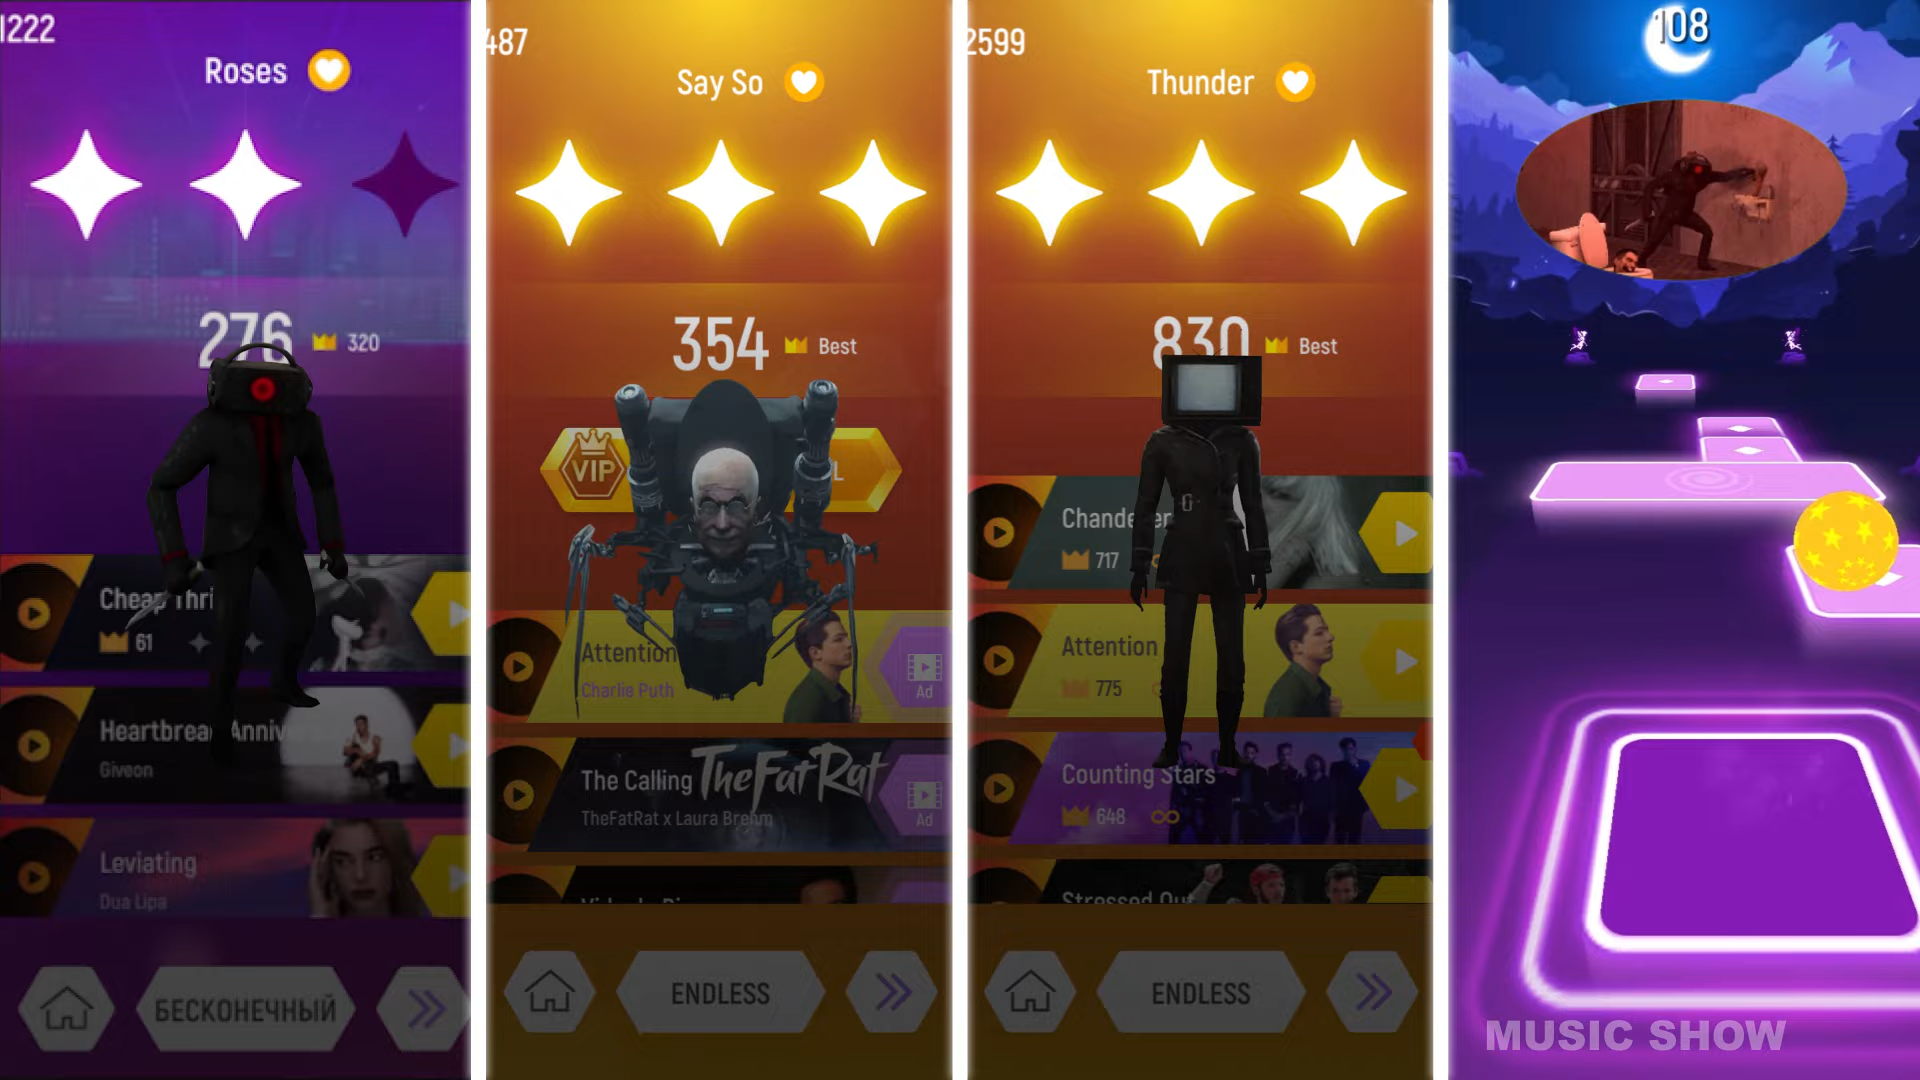 1222
Roses
276
320
Cheap Thri
61
Heartbrea Anniv
Giveon
Leviating
Dua Lipa
БЕСКОНЕЧНЫЙ
487
Say So
354
Best
VIP
L
Attention
Charlie Puth
Ad
The Calling
TheFatRat
TheFatRat x Laura Brehm
Ad
ENDLESS
2599
Thunder
830
Best
Chande er
717
Attention
775
Counting Stars
648
Stressed Out
ENDLESS
108
MUSIC SHOW